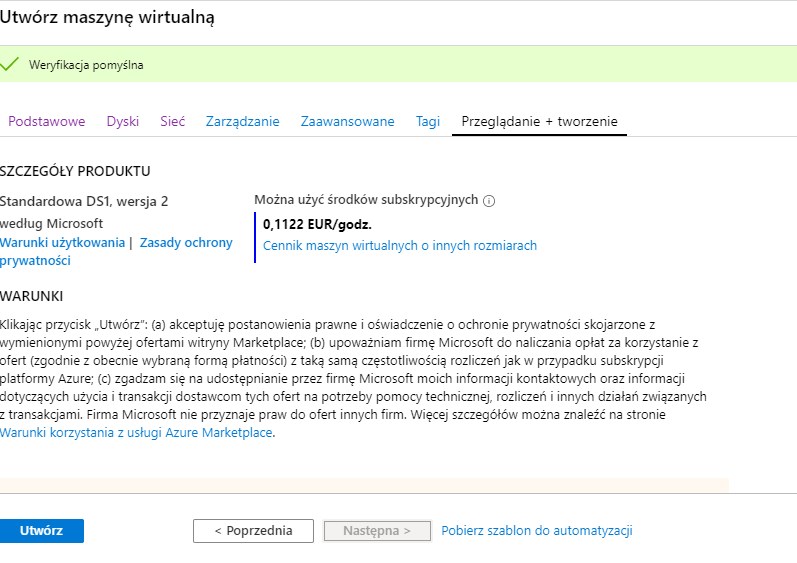 Utwórz maszynę wirtualną
Weryfikacja pomyślna
Podstawowe Dyski Sieć Zarządzanie Zaawansowane Tagi Przeglądanie + tworzenie
SZCZEGÓŁY PRODUKTU
Standardowa DS1, wersja 2
według Microsoft
Warunki użytkowania | Zasady ochrony
prywatności
Można użyć środków subskrypcyjnych
0,1122 EUR/godz.
Cennik maszyn wirtualnych o innych rozmiarach
WARUNKI
Klikając przycisk „Utwórz”: (a) akceptuję postanowienia prawne i oświadczenie o ochronie prywatności skojarzone z
wymienionymi powyżej ofertami witryny Marketplace; (b) upoważniam firmę Microsoft do naliczania opłat za korzystanie z
ofert (zgodnie z obecnie wybraną formą płatności) z taką samą częstotliwością rozliczeń jak w przypadku subskrypcji
platformy Azure; (c) zgadzam się na udostępnianie przez firmę Microsoft moich informacji kontaktowych oraz informacji
dotyczących użycia i transakcji dostawcom tych ofert na potrzeby pomocy technicznej, rozliczeń i innych działań związanych
z transakcjami. Firma Microsoft nie przyznaje praw do ofert innych firm. Więcej szczegółów można znaleźć na stronie
Warunki korzystania z usługi Azure Marketplace.
Utwórz < Poprzednia Następna > Pobierz szablon do automatyzacji